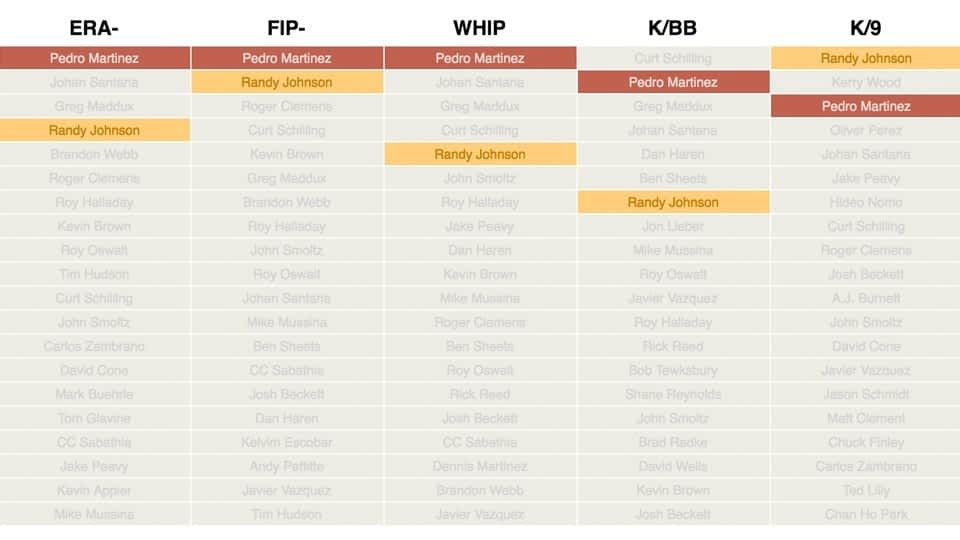 ERA- FIP- WHIP K/BB K/9
Pedro Martinez Pedro Martinez Pedro Martinez Curt Schilling Randy Johnson
Johan Santana Randy Johnson Johan Santana Pedro Martinez Kerry Wood
Greg Maddux Roger Clemens Greg Maddux Greg Maddux Pedro Martinez
Randy Johnson Curt Schilling Curt Schilling Johan Santana Oliver Perez
Brandon Webb Kevin Brown Randy Johnson Dan Haren Johan Santana
Roger Clemens Greg Maddux John Smoltz Ben Sheets Jake Peavy
Roy Halladay Brandon Webb Roy Halladay Randy Johnson Hideo Nomo
Kevin Brown Roy Halladay Jake Peavy Jon Lieber Curt Schilling
Roy Oswalt John Smoltz Dan Haren Mike Mussina Roger Clemens
Tim Hudson Roy Oswalt Kevin Brown Roy Oswalt Josh Beckett
Curt Schilling Johan Santana Mike Mussina Javier Vazquez A.J. Burnett
John Smoltz Mike Mussina Roger Clemens Roy Halladay John Smoltz
Carlos Zambrano Ben Sheets Ben Sheets Rick Reed David Cone
David Cone CC Sabathia Roy Oswalt Bob Tewksbury Javier Vazquez
Mark Buehrle Josh Beckett Rick Reed Shane Reynolds Jason Schmidt
Tom Glavine Dan Haren Josh Beckett John Smoltz Matt Clement
CC Sabathia Kelvim Escobar CC Sabathia Brad Radke Chuck Finley
Jake Peavy Andy Pettitte Dennis Martinez David Wells Carlos Zambrano
Kevin Appier Javier Vazquez Brandon Webb Kevin Brown Ted Lilly
Mike Mussina Tim Hudson Javier Vazquez Josh Beckett Chan Ho Park